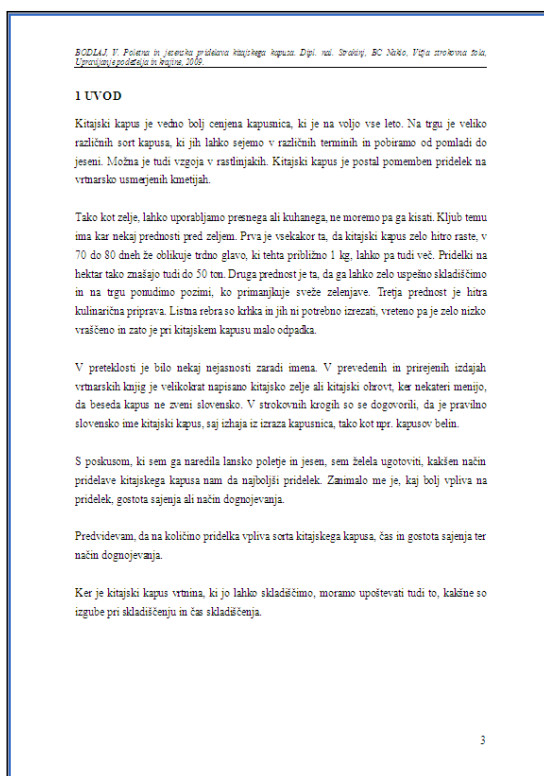 BODLAJ, V. Poletna in jesenska pridelava kitajskega kapusa. Dipl. nal. Strahinj, BC Naklo, Višja strokovna šola,
Upravljanje podeželja in krajine, 2009.
1 UVOD
Kitajski kapus je vedno bolj cenjena kapusnica, ki je na voljo vse leto. Na trgu je veliko
različnih sort kapusa, ki jih lahko sejemo v različnih terminih in pobiramo od pomladi do
jeseni. Možna je tudi vzgoja v rastlinjakih. Kitajski kapus je postal pomemben pridelek na
vrtnarsko usmerjenih kmetijah.
Tako kot zelje, lahko uporabljamo presnega ali kuhanega, ne moremo pa ga kisati. Kljub temu
ima kar nekaj prednosti pred zeljem. Prva je vsekakor ta, da kitajski kapus zelo hitro raste, v
70 do 80 dneh že oblikuje trdno glavo, ki tehta približno 1 kg, lahko pa tudi več. Pridelki na
hektar tako znašajo tudi do 50 ton. Druga prednost je ta, da ga lahko zelo uspešno skladiščimo
in na trgu ponudimo pozimi, ko primanjkuje sveže zelenjave. Tretja prednost je hitra
kulinarična priprava. Listna rebra so krhka in jih ni potrebno izrezati, vreteno pa je zelo nizko
vraščeno in zato je pri kitajskem kapusu malo odpadka.
V preteklosti je bilo nekaj nejasnosti zaradi imena. V prevedenih in prirejenih izdajah
vrtnarskih knjig je velikokrat napisano kitajsko zelje ali kitajski ohrovt, ker nekateri menijo,
da beseda kapus ne zveni slovensko. V strokovnih krogih so se dogovorili, da je pravilno
slovensko ime kitajski kapus, saj izhaja iz izraza kapusnica, tako kot npr. kapusov belin.
S poskusom, ki sem ga naredila lansko poletje in jesen, sem želela ugotoviti, kakšen način
pridelave kitajskega kapusa nam da najboljši pridelek. Zanimalo me je, kaj bolj vpliva na
pridelek, gostota sajenja ali način dognojevanja.
Predvidevam, da na količino pridelka vpliva sorta kitajskega kapusa, čas in gostota sajenja ter
način dognojevanja.
Ker je kitajski kapus vrtnina, ki jo lahko skladiščimo, moramo upoštevati tudi to, kakšne so
izgube pri skladiščenju in čas skladiščenja.
3